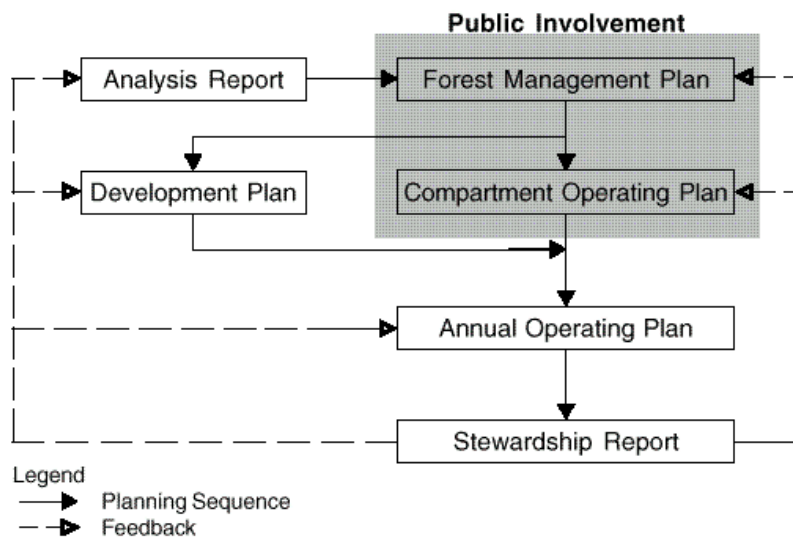 Public Involvement
Analysis Report
Forest Management Plan
Development Plan
Compartment Operating Plan
Annual Operating Plan
Stewardship Report
Legend
Planning Sequence
Feedback